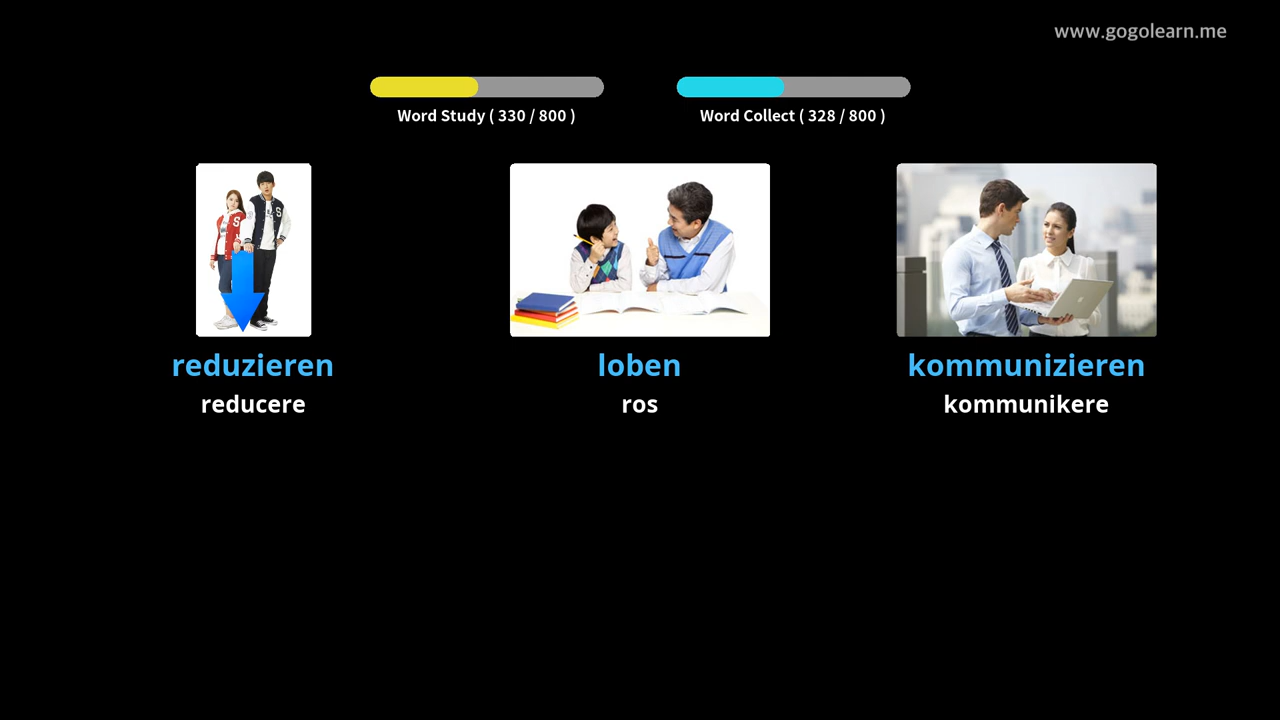 www.gogolearn.me
Word Study ( 330 / 800 )
Word Collect ( 328 / 800 )
S
S
reduzieren
loben
kommunizieren
reducere
ros
kommunikere